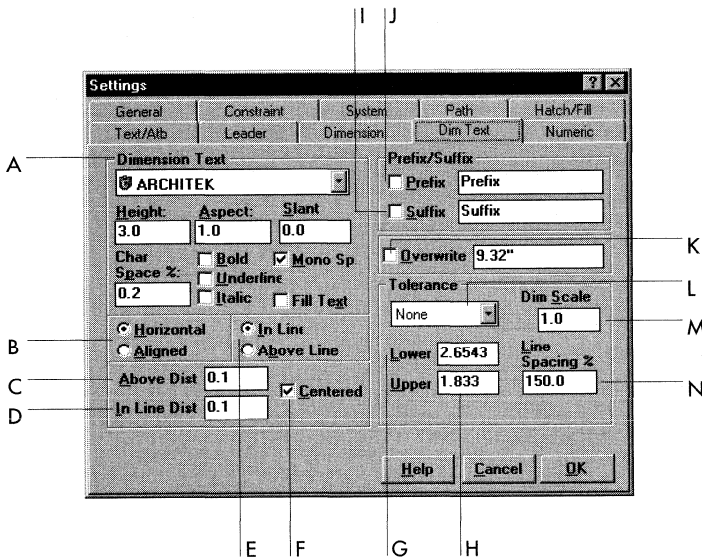 I J
Settings
General Constraint System Path Hatch/Fill
Text/Atb Leader Dimension Dim Text Numeric
A
Dimension Text
ARCHITEK
Height: Aspect: Slant
3.0 1.0 0.0
Char Space %:
0.2
Bold Mono Sp
Underline
Italic Fill Text
B
Horizontal In Line
Aligned Above Line
C Above Dist 0.1
D In Line Dist 0.1
Centered
Prefix/Suffix
Prefix Prefix
Suffix Suffix
K
Overwrite 9.32"
Tolerance
L
None
Dim Scale
1.0
M
Lower 2.6543
Upper 1.833
Line Spacing %
150.0
N
Help Cancel OK
E F G H